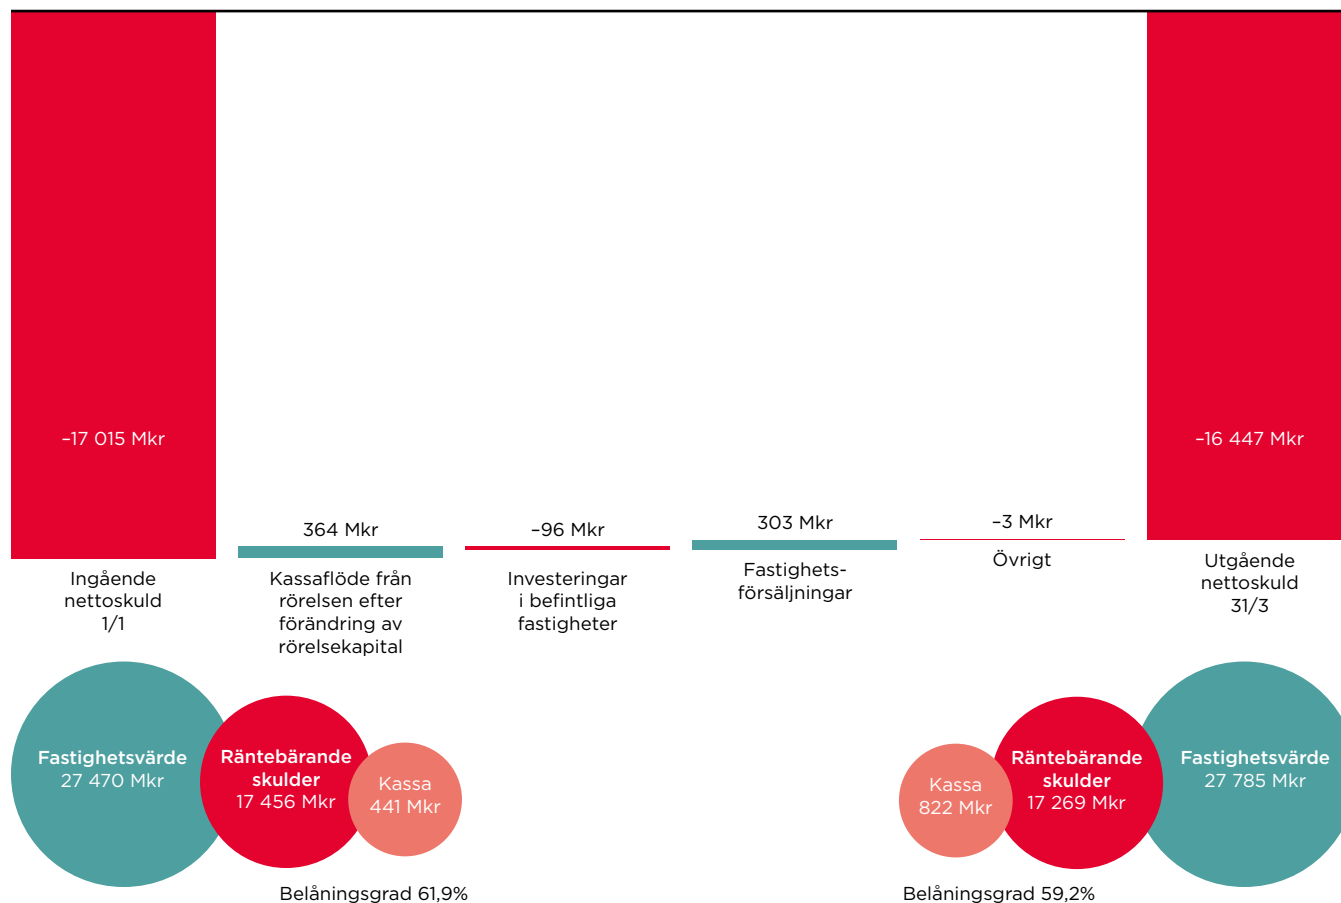 –17 015 Mkr
–16 447 Mkr
364 Mkr
–96 Mkr
303 Mkr
–3 Mkr
Ingående
nettoskuld
1/1
Kassaflöde från
rörelsen efter
förändring av
rörelsekapital
Investeringar
i befintliga
fastigheter
Fastighets-
försäljningar
Övrigt
Utgående
nettoskuld
31/3
Fastighetsvärde
27 470 Mkr
Räntebärande
skulder
17 456 Mkr
Kassa
441 Mkr
Belåningsgrad 61,9%
Kassa
822 Mkr
Räntebärande
skulder
17 269 Mkr
Fastighetsvärde
27 785 Mkr
Belåningsgrad 59,2%